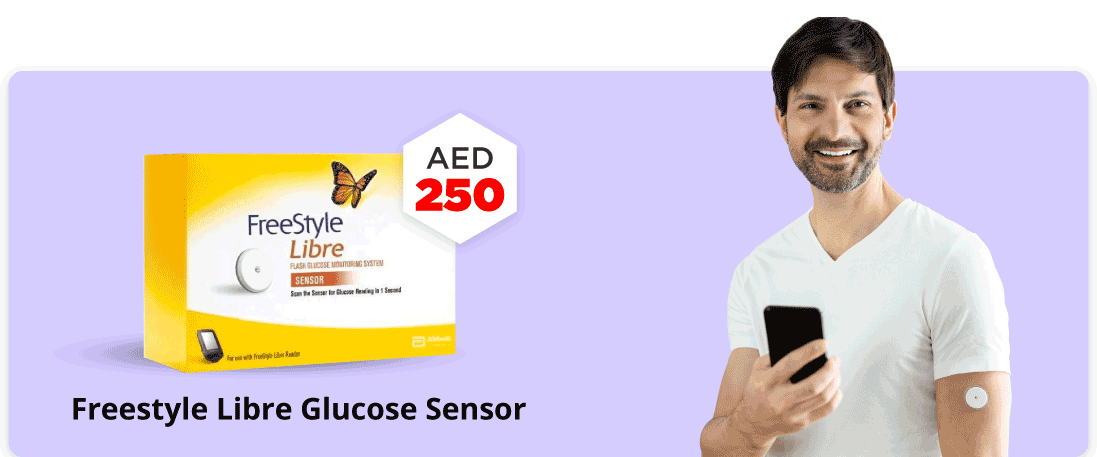 AED
250
FreeStyle
Libre
FLASH GLUCOSE MONITORING SYSTEM
SENSOR
Scan the Sensor for Glucose Reading in 1 Second
For use with FreeStyle Libre Reader
Abbott
Freestyle Libre Glucose Sensor